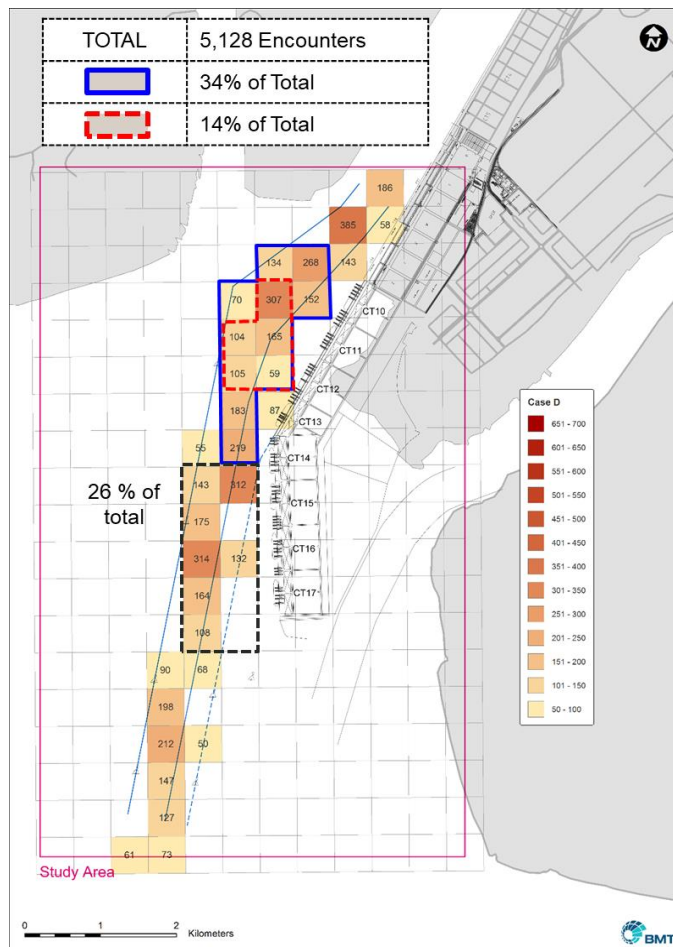 TOTAL 5,128 Encounters
34% of Total
14% of Total
N
186
385 58
134 268 143
70 307 152
CT10
104 165
CT11
105 59
CT12
183 87
CT13
55 219
CT14
26 % of
total
143 312
175
CT15
314 132
CT16
164
CT17
108
90 68
198
212 50
147
127
61 73
Case D
651 - 700
601 - 650
551 - 600
501 - 550
451 - 500
401 - 450
351 - 400
301 - 350
251 - 300
201 - 250
151 - 200
101 - 150
50 - 100
Study Area
0 1 2
Kilometers
BMT